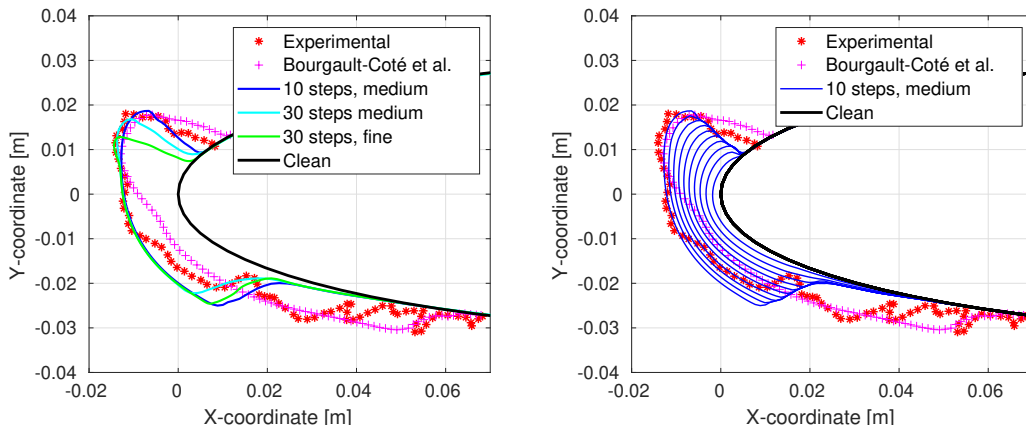 0.04
0.03
0.02
0.01
0
-0.01
-0.02
-0.03
-0.04
-0.02
0
0.02
0.04
0.06
Y-coordinate [m]
X-coordinate [m]
Experimental
Bourgault-Coté et al.
10 steps, medium
30 steps medium
30 steps, fine
Clean
0.04
0.03
0.02
0.01
0
-0.01
-0.02
-0.03
-0.04
-0.02
0
0.02
0.04
0.06
Y-coordinate [m]
X-coordinate [m]
Experimental
Bourgault-Coté et al.
10 steps, medium
Clean